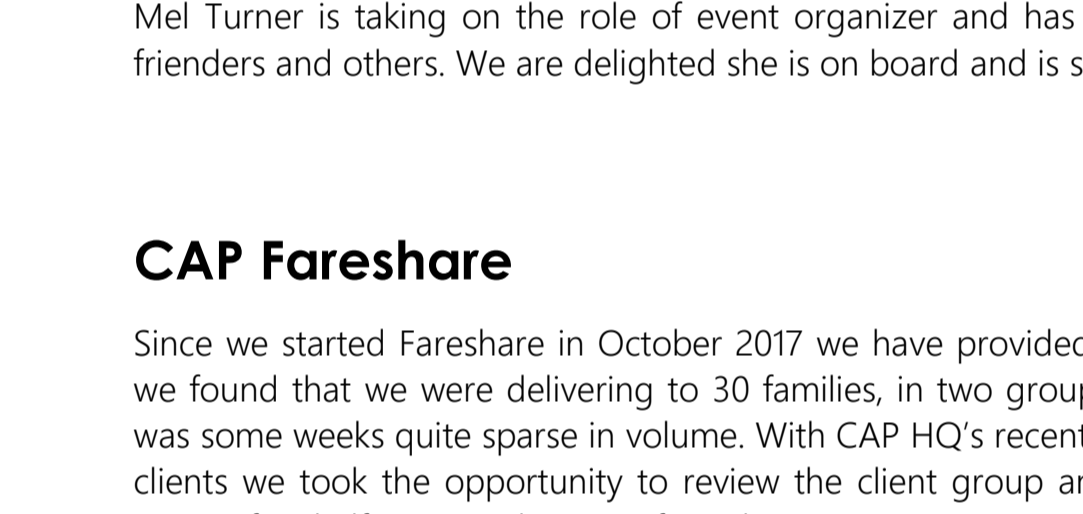 Mel Turner is taking on the role of event organizer and has
frienders and others. We are delighted she is on board and is
CAP Fareshare
Since we started Fareshare in October 2017 we have provided
we found that we were delivering to 30 families, in two
was some weeks quite sparse in volume. With CAP HQ's recent
clients we took the opportunity to review the client group